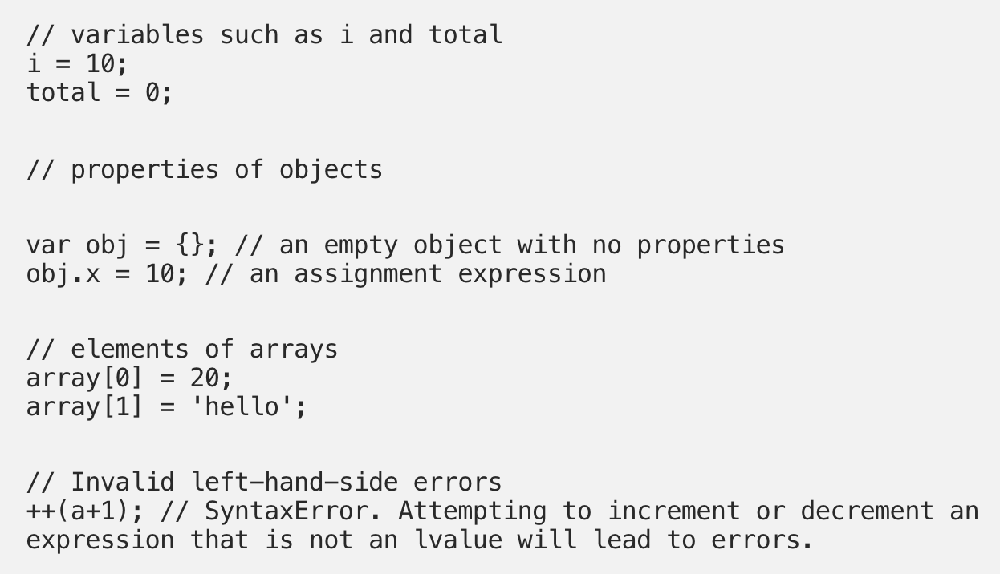 // variables such as i and total
i = 10;
total = 0;
// properties of objects
var obj = {}; // an empty object with no properties
obj.x = 10; // an assignment expression
// elements of arrays
array[0] = 20;
array[1] = 'hello';
// Invalid left–hand–side errors
++(a+1); // SyntaxError. Attempting to increment or decrement an
expression that is not an lvalue will lead to errors.